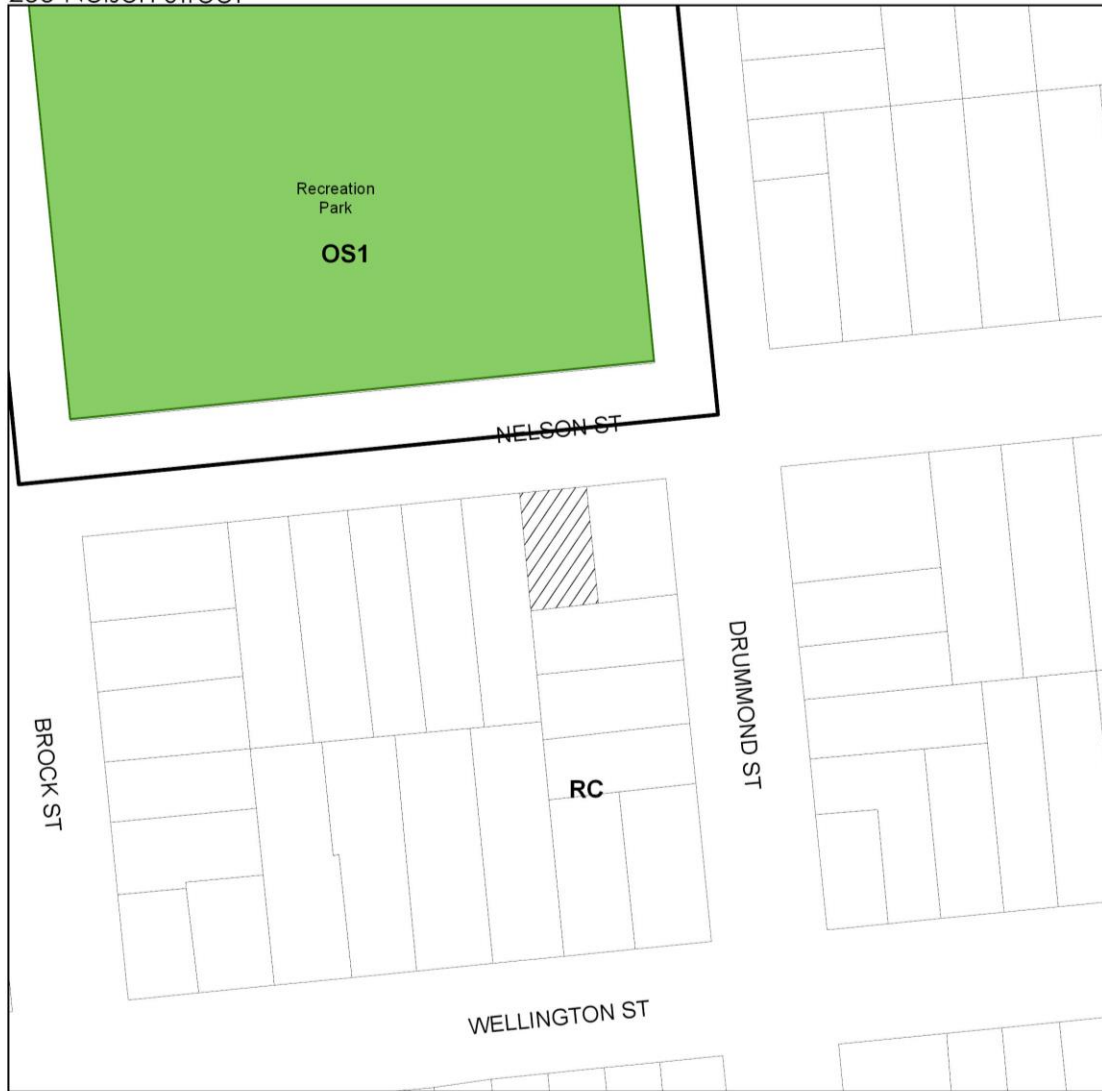 Recreation
Park
OS1
NELSON ST
DRUMMOND ST
BROCK ST
RC
WELLINGTON ST